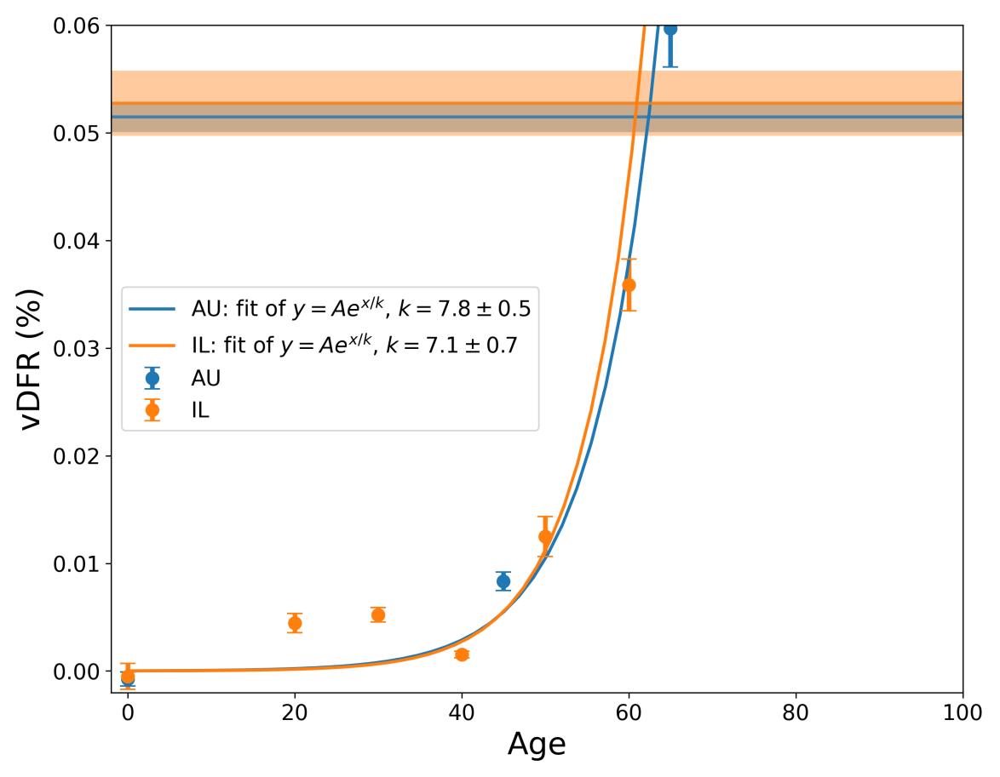 0.06
0.05
0.04
0.03
0.02
0.01
0.00
vDFR (%)
AU: fit of y = Ae^{x/k}, k = 7.8 ± 0.5
IL: fit of y = Ae^{x/k}, k = 7.1 ± 0.7
AU
IL
0 20 40 60 80 100
Age